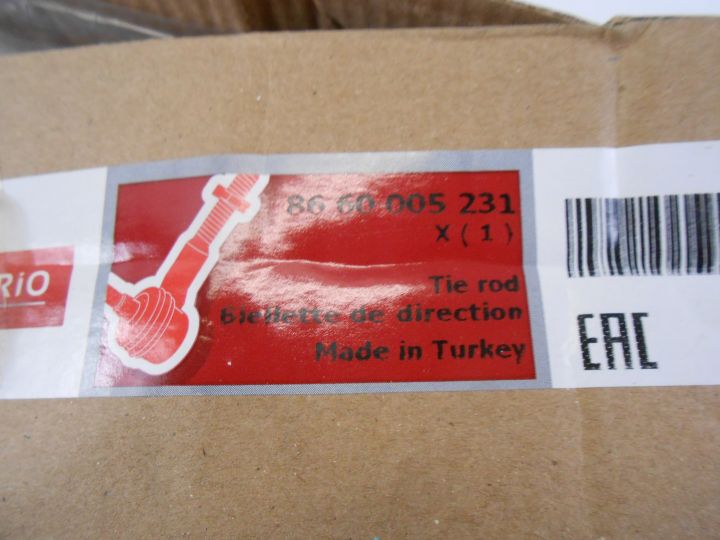 RiO
86 60 005 231
X ( 1 )
Tie rod
Biellette de direction
Made in Turkey
EAC